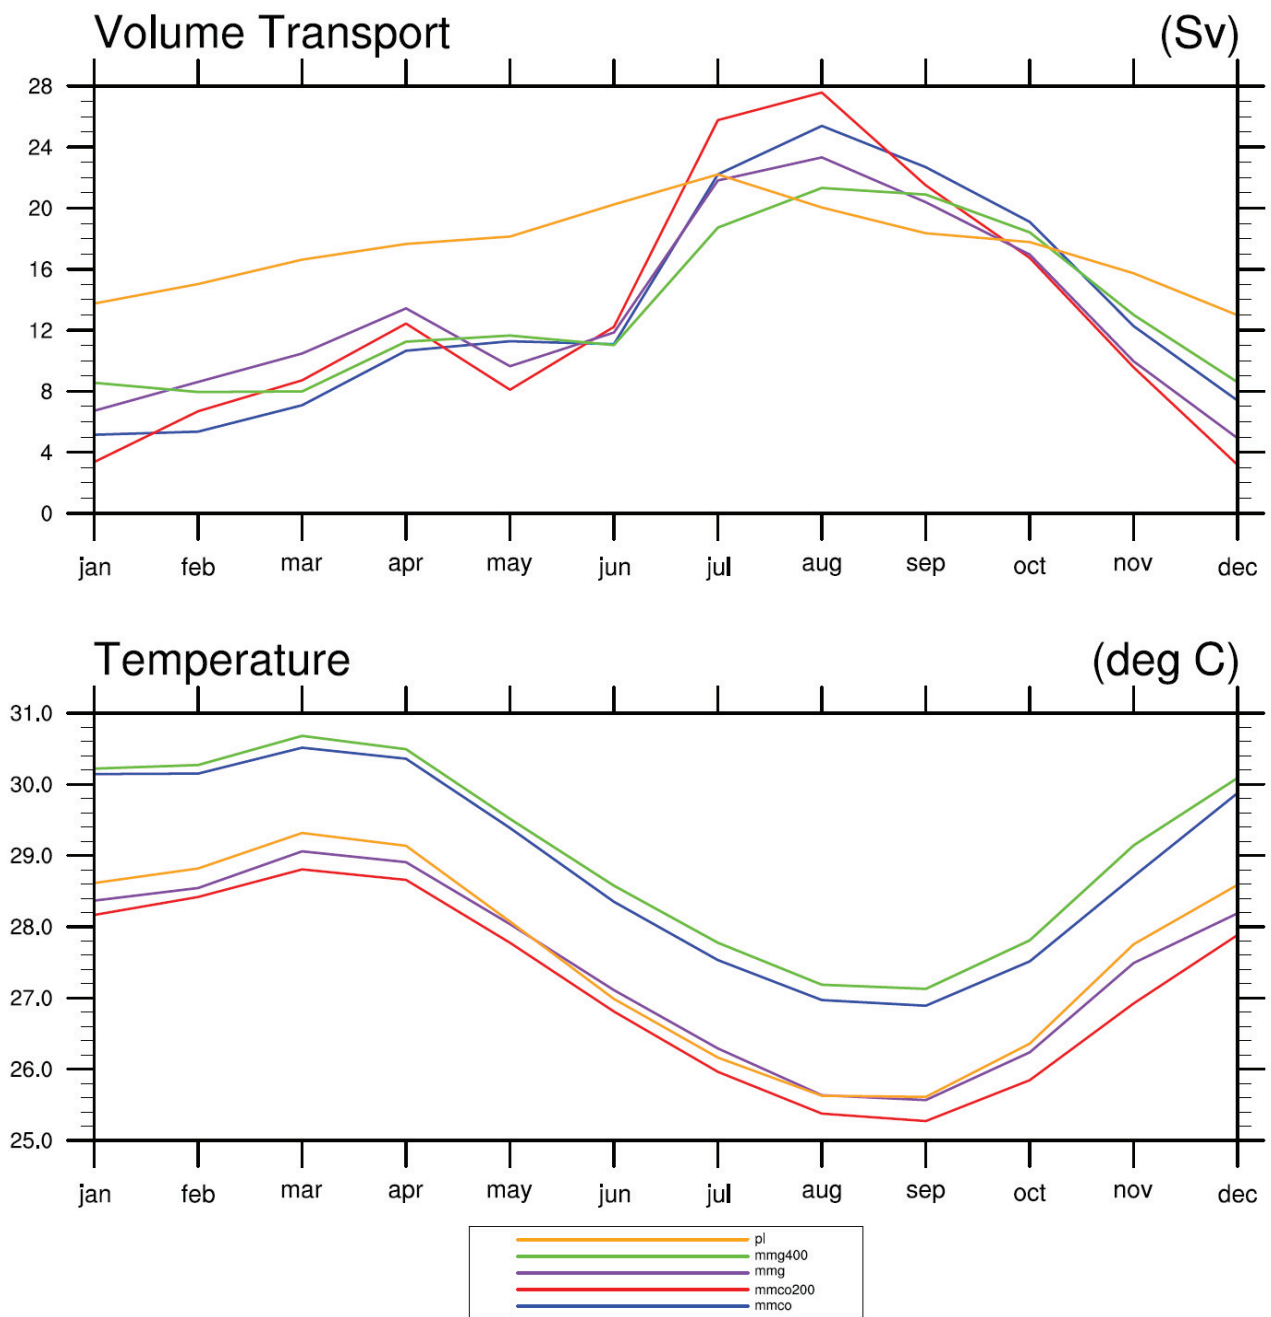 Volume Transport (Sv)
28
24
20
16
12
8
4
0
jan feb mar apr may jun jul aug sep oct nov dec
Temperature (deg C)
31.0
30.0
29.0
28.0
27.0
26.0
25.0
jan feb mar apr may jun jul aug sep oct nov dec
pl
mmg400
mmg
mmco200
mmco